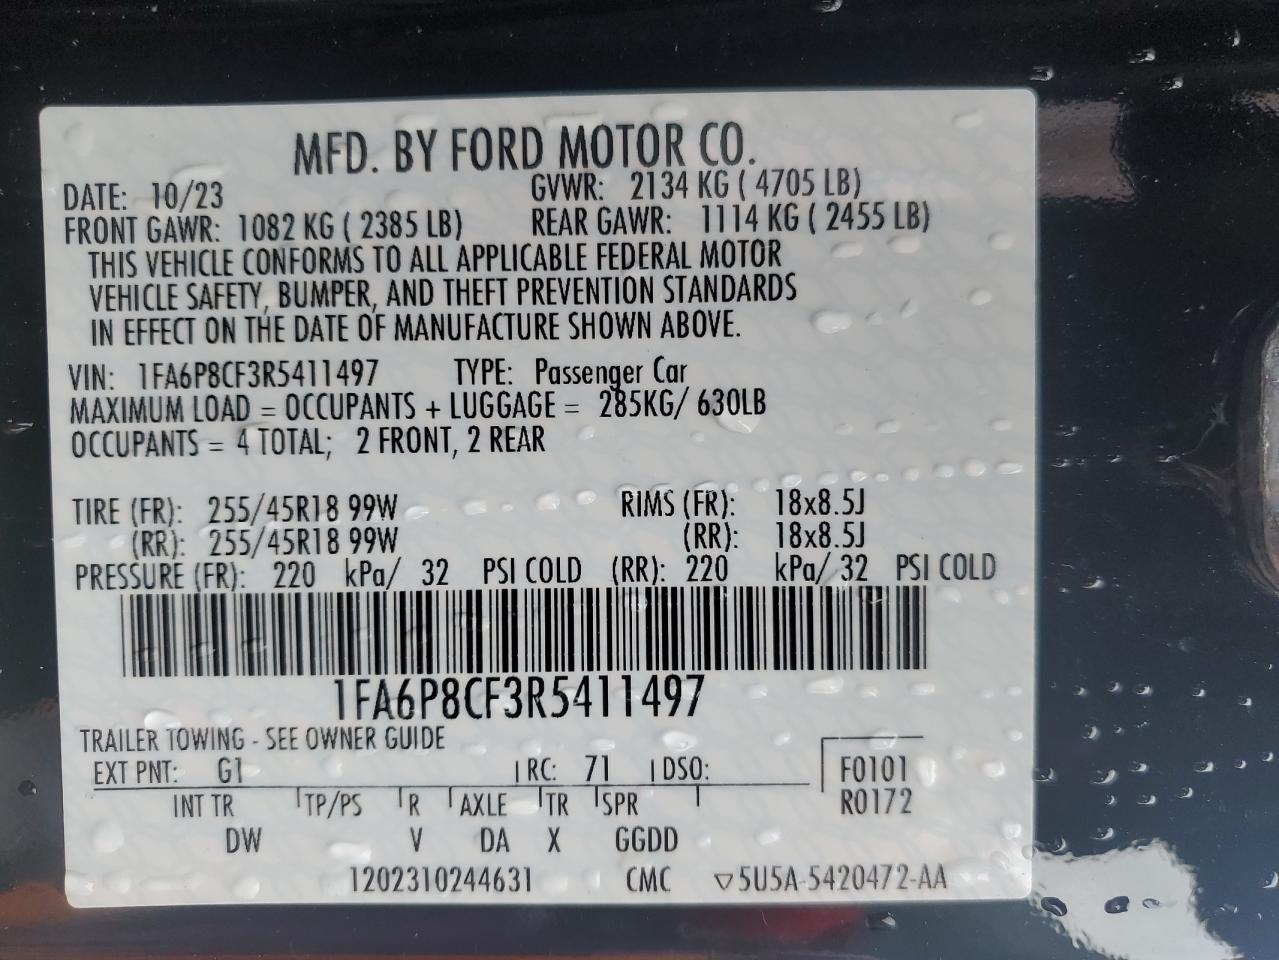 MFD. BY FORD MOTOR CO.
DATE: 10/23 GVWR: 2134 KG ( 4705 LB)
FRONT GAWR: 1082 KG ( 2385 LB) REAR GAWR: 1114 KG ( 2455 LB)
THIS VEHICLE CONFORMS TO ALL APPLICABLE FEDERAL MOTOR
VEHICLE SAFETY, BUMPER, AND THEFT PREVENTION STANDARDS
IN EFFECT ON THE DATE OF MANUFACTURE SHOWN ABOVE.
VIN: 1FA6P8CF3R5411497 TYPE: Passenger Car
MAXIMUM LOAD = OCCUPANTS + LUGGAGE = 285KG/ 630LB
OCCUPANTS = 4 TOTAL; 2 FRONT, 2 REAR
TIRE (FR): 255/45R18 99W RIMS (FR): 18x8.5J
(RR): 255/45R18 99W (RR): 18x8.5J
PRESSURE (FR): 220 kPa/ 32 PSI COLD (RR): 220 kPa/ 32 PSI COLD
1FA6P8CF3R5411497
TRAILER TOWING - SEE OWNER GUIDE
EXT PNT: G1 RC: 71 DSO: F0101
INT TR TP/PS R AXLE TR SPR R0172
DW V DA X GGDD
1202310244631 CMC ▽5U5A-5420472-AA